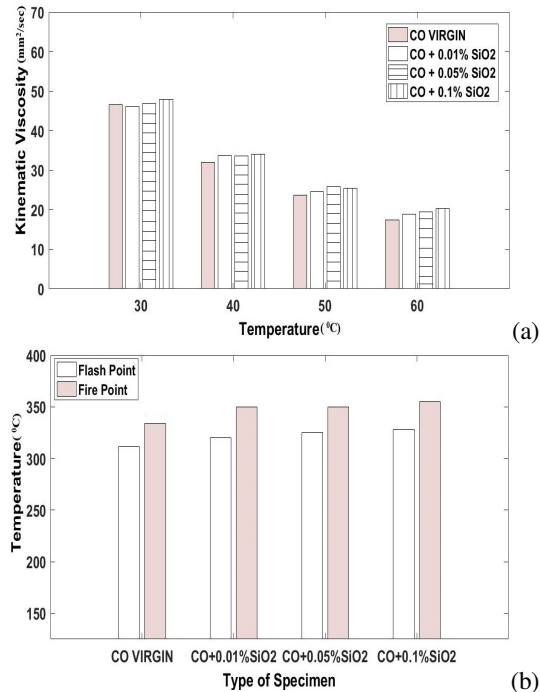 70
60
50
40
30
20
10
0
Kinematic Viscosity (mm²/sec)
CO VIRGIN
CO + 0.01% SiO2
CO + 0.05% SiO2
CO + 0.1% SiO2
30 40 50 60
Temperature(⁰C)
(a)
400
350
300
250
200
150
Temperature(⁰C)
Flash Point
Fire Point
CO VIRGIN CO+0.01%SiO2 CO+0.05%SiO2 CO+0.1%SiO2
Type of Specimen
(b)